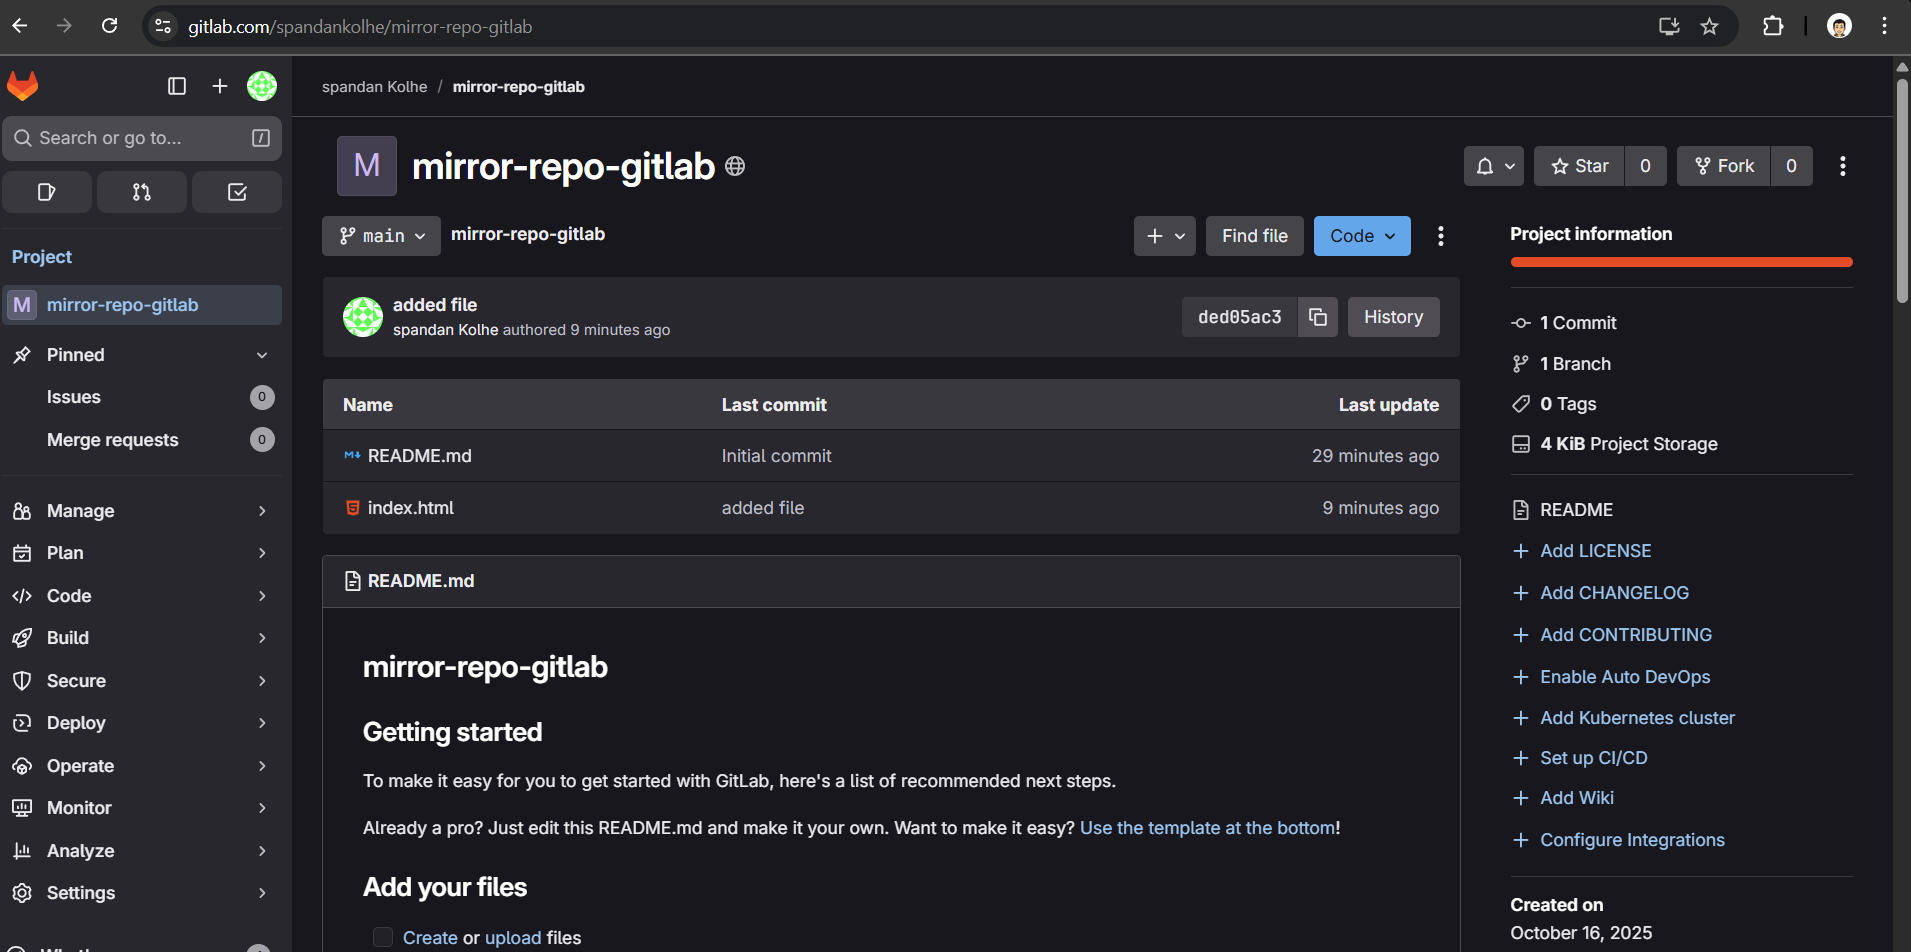 gitlab.com/spandankolhe/mirror-repo-gitlab
Search or go to...
/
Project
M mirror-repo-gitlab
Pinned
Issues 0
Merge requests 0
Manage
Plan
Code
Build
Secure
Deploy
Operate
Monitor
Analyze
Settings
spandan Kolhe / mirror-repo-gitlab
M mirror-repo-gitlab
Star 0 Fork 0
main mirror-repo-gitlab
Find file Code
added file
spandan Kolhe authored 9 minutes ago
ded05ac3 History
Name Last commit Last update
README.md Initial commit 29 minutes ago
index.html added file 9 minutes ago
README.md
mirror-repo-gitlab
Getting started
To make it easy for you to get started with GitLab, here's a list of recommended next steps.
Already a pro? Just edit this README.md and make it your own. Want to make it easy? Use the template at the bottom!
Add your files
Create or upload files
Project information
1 Commit
1 Branch
0 Tags
4 KiB Project Storage
README
Add LICENSE
Add CHANGELOG
Add CONTRIBUTING
Enable Auto DevOps
Add Kubernetes cluster
Set up CI/CD
Add Wiki
Configure Integrations
Created on
October 16, 2025